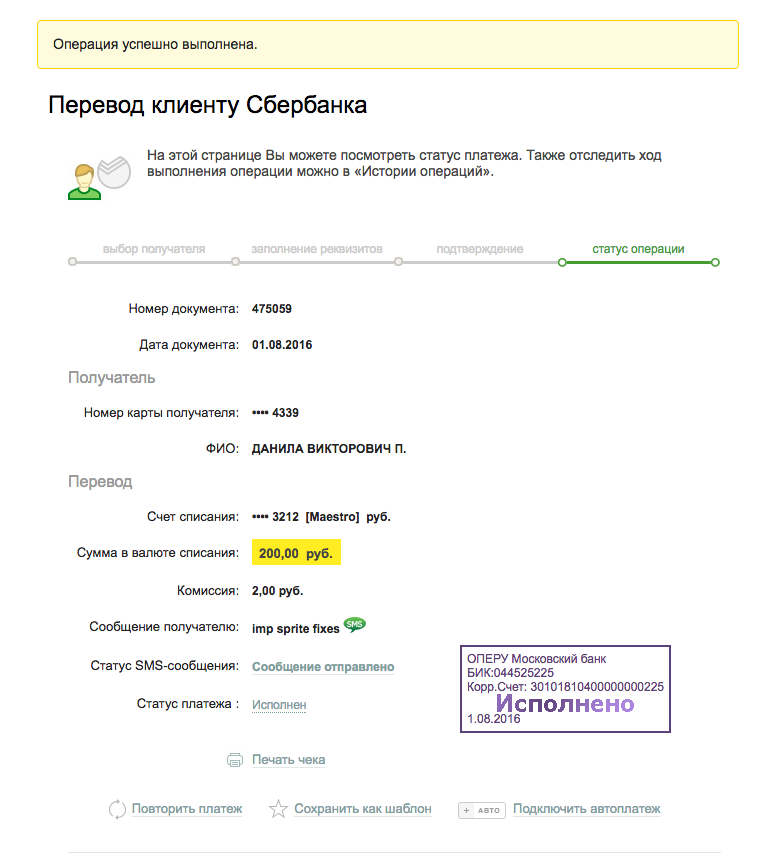 Операция успешно выполнена.
Перевод клиенту Сбербанка
На этой странице Вы можете посмотреть статус платежа. Также отследить ход
выполнения операции можно в «Истории операций».
выбор получателя заполнение реквизитов подтверждение статус операции
Номер документа: 475059
Дата документа: 01.08.2016
Получатель
Номер карты получателя: •••• 4339
ФИО: ДАНИЛА ВИКТОРОВИЧ П.
Перевод
Счет списания: •••• 3212 [Maestro] руб.
Сумма в валюте списания: 200,00 руб.
Комиссия: 2,00 руб.
Сообщение получателю: imp sprite fixes SMS
Статус SMS-сообщения: Сообщение отправлено
Статус платежа : Исполнен
ОПЕРУ Московский банк
БИК:044525225
Корр.Счет: 30101810400000000225
Исполнено
1.08.2016
Печать чека
Повторить платеж Сохранить как шаблон + АВТО Подключить автоплатеж